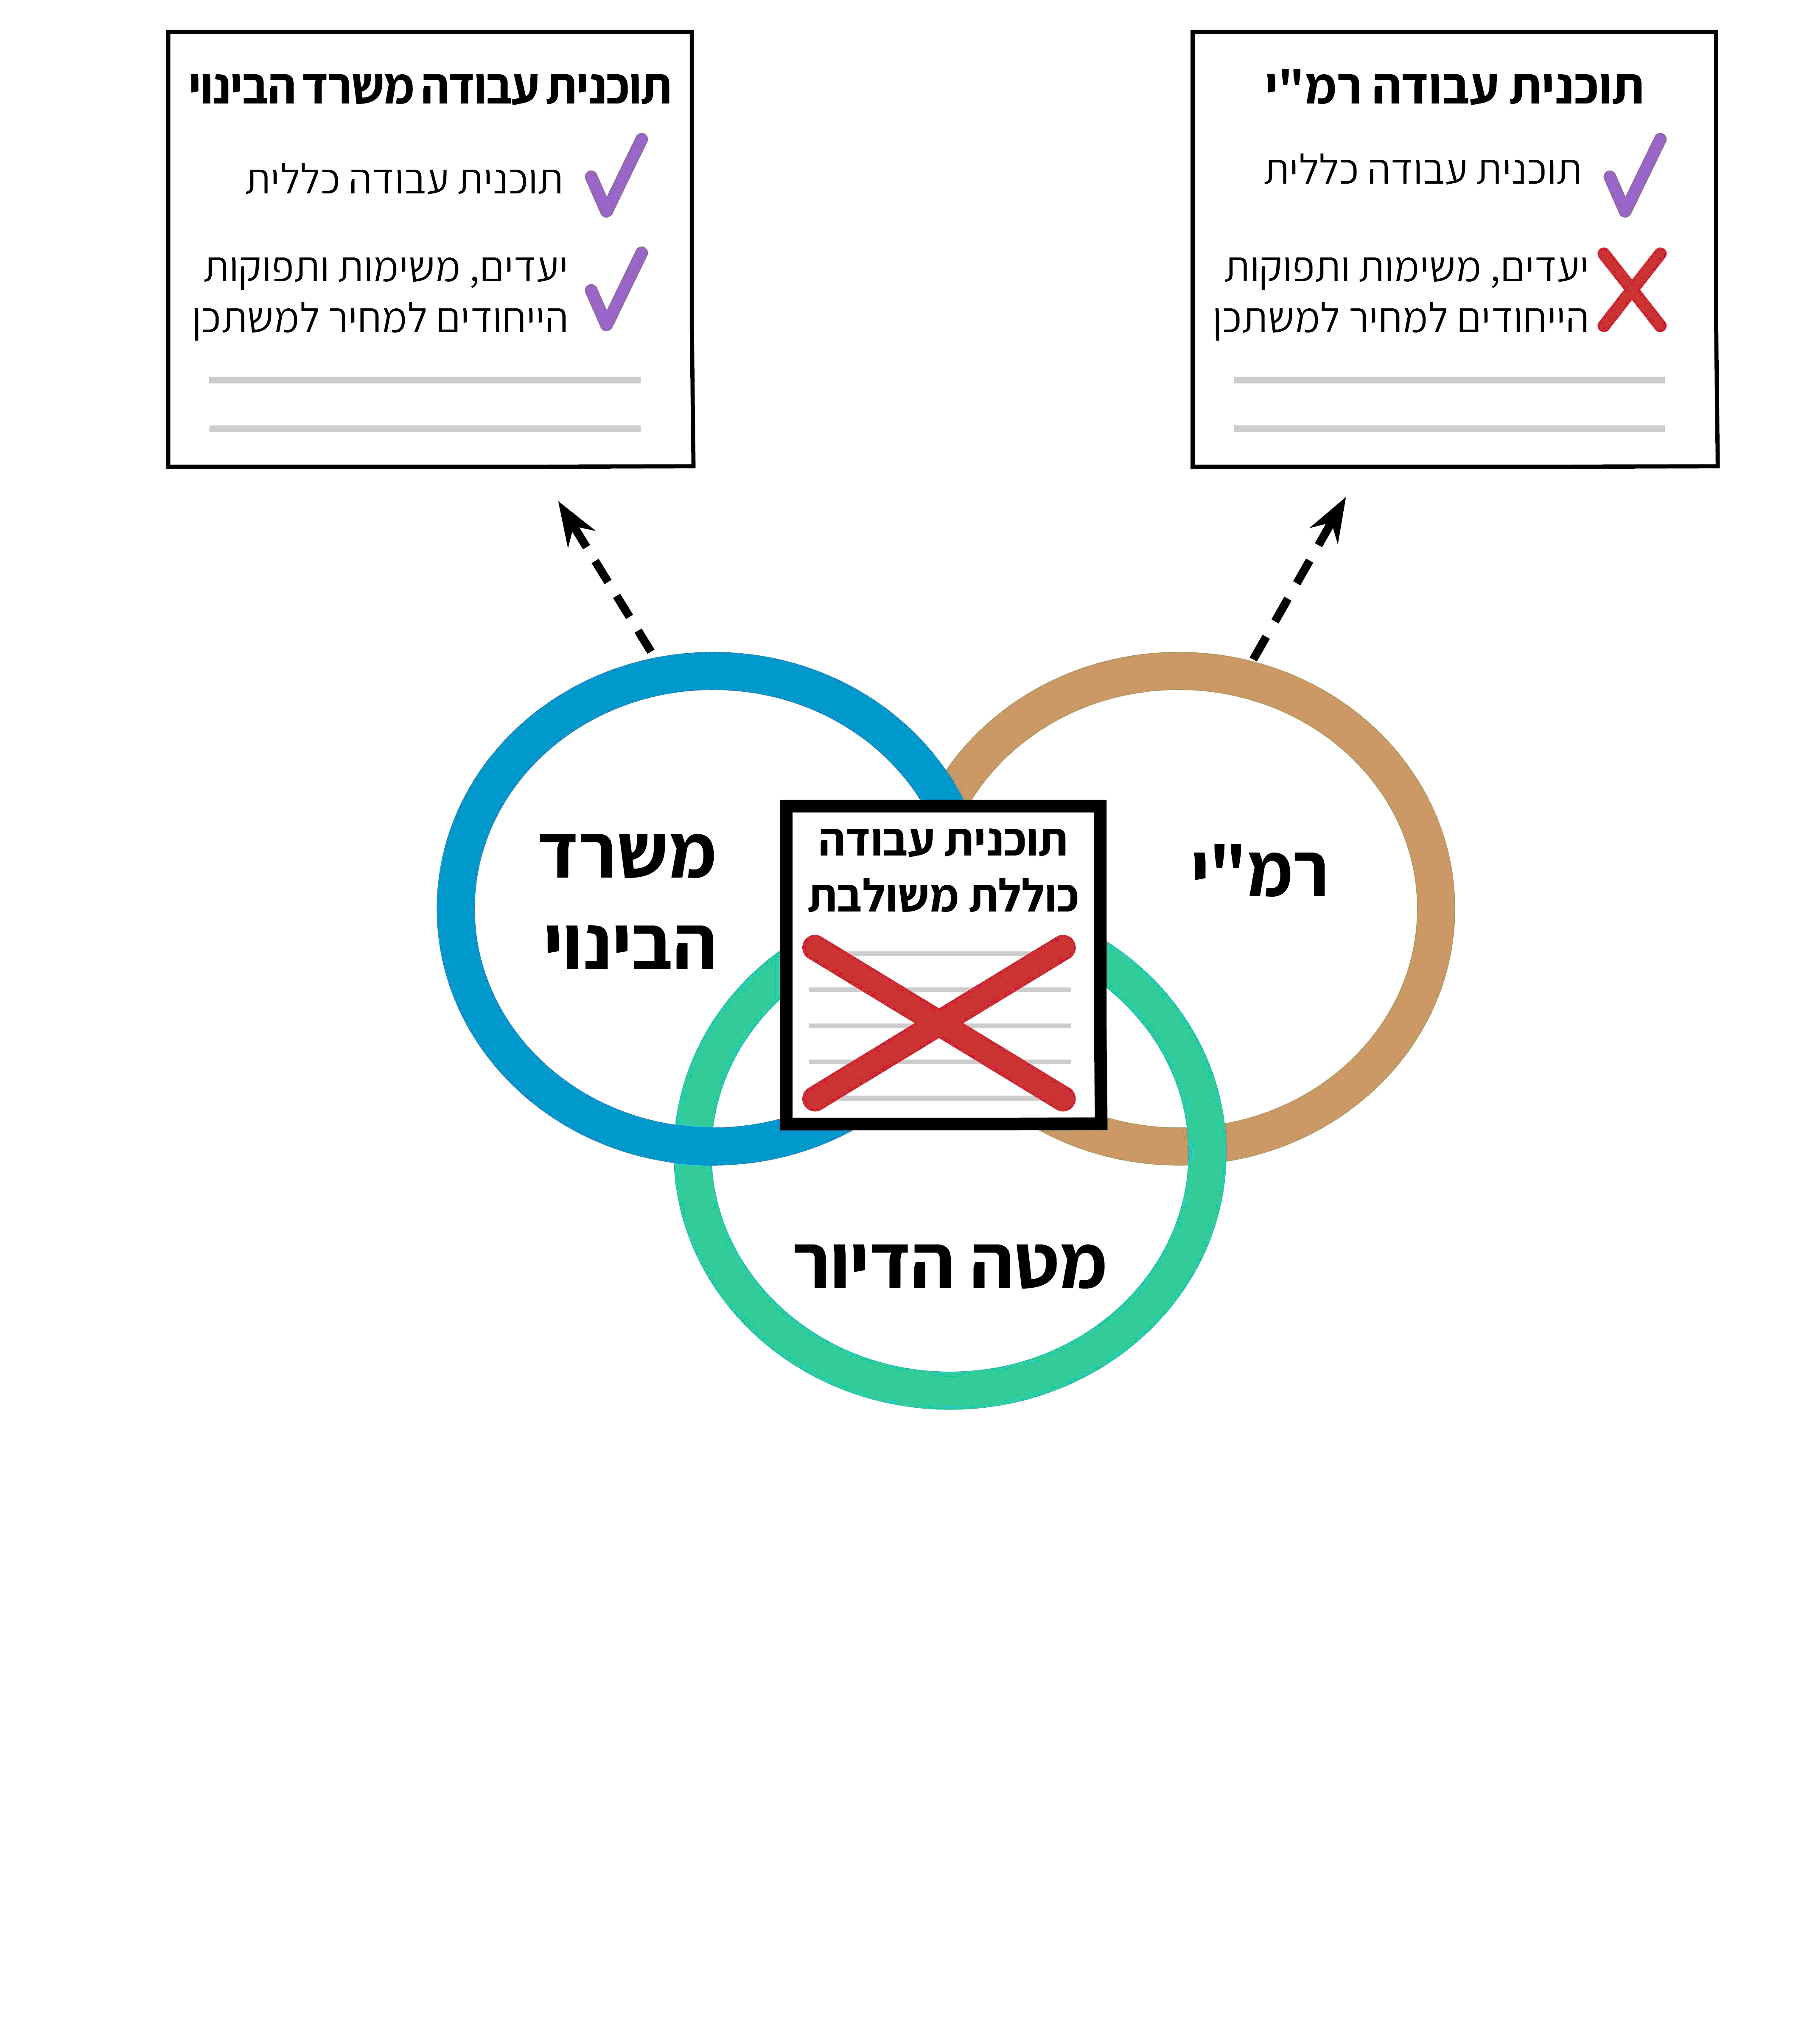 תוכנית עבודה רמ"י
תוכנית עבודה כללית
יעדים, משימות ותפוקות
הייחודים למחיר למשתכן
תוכנית עבודה משרד הבינוי
תוכנית עבודה כללית
יעדים, משימות ותפוקות
הייחודים למחיר למשתכן
רמ"י
תוכנית עבודה
כוללת משולבת
משרד
הבינוי
מטה הדיור